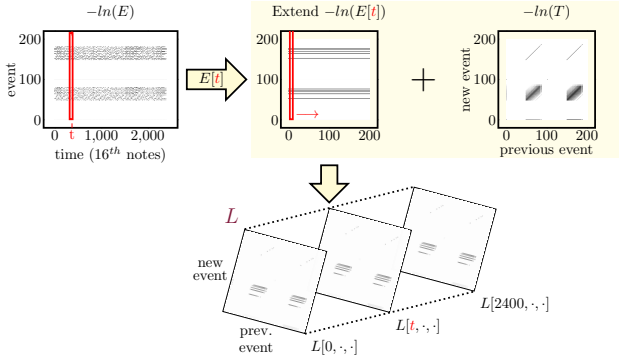 −ln(E)
Extend −ln(E[t])
−ln(T)
200
100
0
event
0 1,000 2,000
t
time (16th notes)
E[t]
200
100
0
0 100 200
+
200
100
0
new event
0 100 200
previous event
L
new
event
prev.
event
L[0, ·, ·]
L[t, ·, ·]
L[2400, ·, ·]